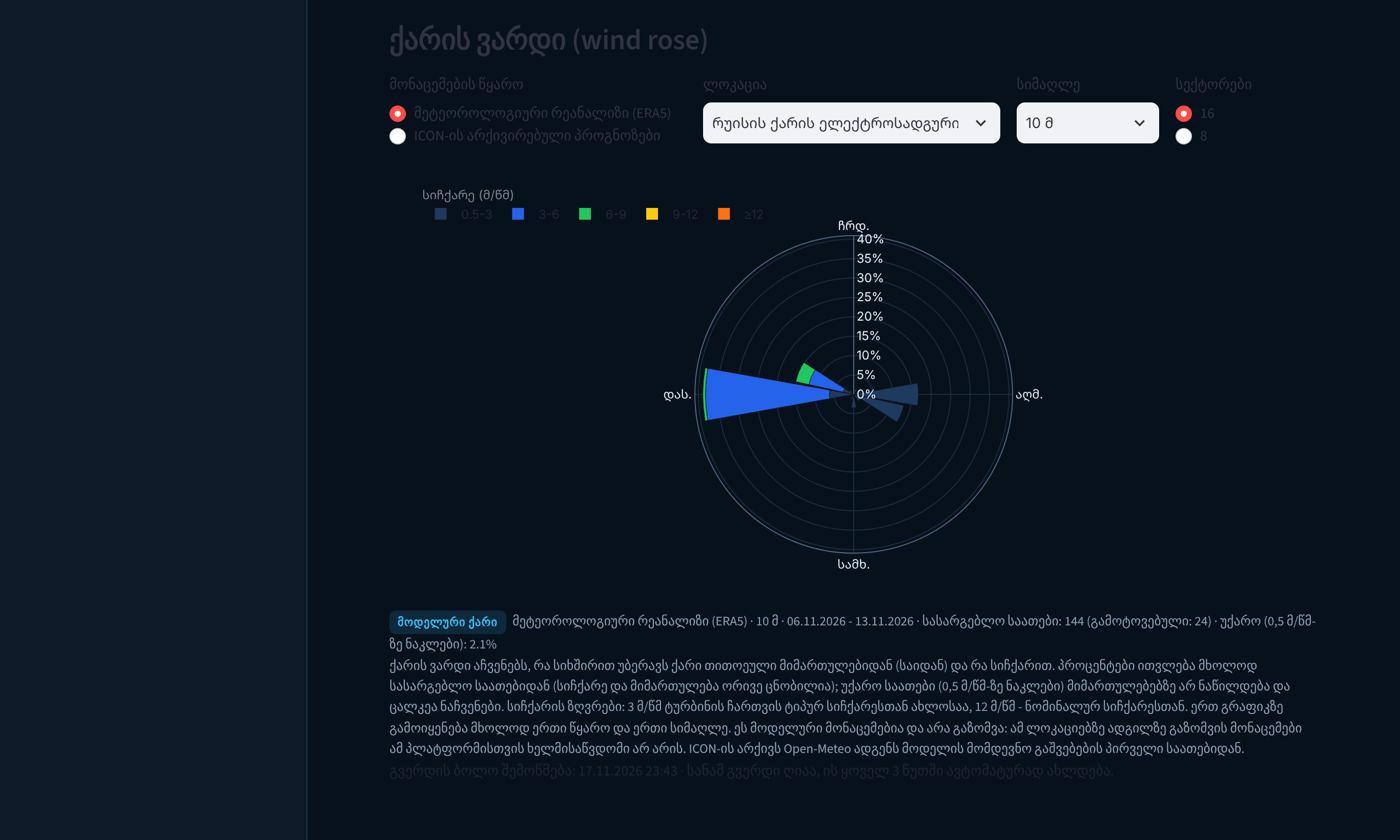 ქარის ვარდი (wind rose)
მონაცემების წყარო
მეტეოროლოგიური რეანალიზი (ERA5)
ICON-ის არქივირებული პროგნოზები
ლოკაცია
რუისის ქარის ელექტროსადგური
სიმაღლე
10 მ
სექტორები
16
8
სიჩქარე (მ/წმ)
0.5-3 3-6 6-9 9-12 ≥12
ჩრდ.
40%
35%
30%
25%
20%
15%
10%
5%
0%
დას.
აღმ.
სამხ.
მოდელური ქარი მეტეოროლოგიური რეანალიზი (ERA5) · 10 მ · 06.11.2026 - 13.11.2026 · სასარგებლო საათები: 144 (გამოტოვებული: 24) · უქარო (0,5 მ/წმ-
ზე ნაკლები): 2.1%
ქარის ვარდი აჩვენებს, რა სიხშირით უბერავს ქარი თითოეული მიმართულებიდან (საიდან) და რა სიჩქარით. პროცენტები ითვლება მხოლოდ
სასარგებლო საათებიდან (სიჩქარე და მიმართულება ორივე ცნობილია); უქარო საათები (0,5 მ/წმ-ზე ნაკლები) მიმართულებებზე არ ნაწილდება და
ცალკეა ნაჩვენები. სიჩქარის ზღვრები: 3 მ/წმ ტურბინის ჩართვის ტიპურ სიჩქარესთან ახლოსაა, 12 მ/წმ - ნომინალურ სიჩქარესთან. ერთ გრაფიკზე
გამოიყენება მხოლოდ ერთი წყარო და ერთი სიმაღლე. ეს მოდელური მონაცემებია და არა გაზომვა: ამ ლოკაციებზე ადგილზე გაზომვის მონაცემები
ამ პლატფორმისთვის ხელმისაწვდომი არ არის. ICON-ის არქივს Open-Meteo ადგენს მოდელის მომდევნო გაშვებების პირველი საათებიდან.
გვერდის ბოლო შემოწმება: 17.11.2026 23:43 · სანამ გვერდი ღიაა, ის ყოველ 3 წუთში ავტომატურად ახლდება.